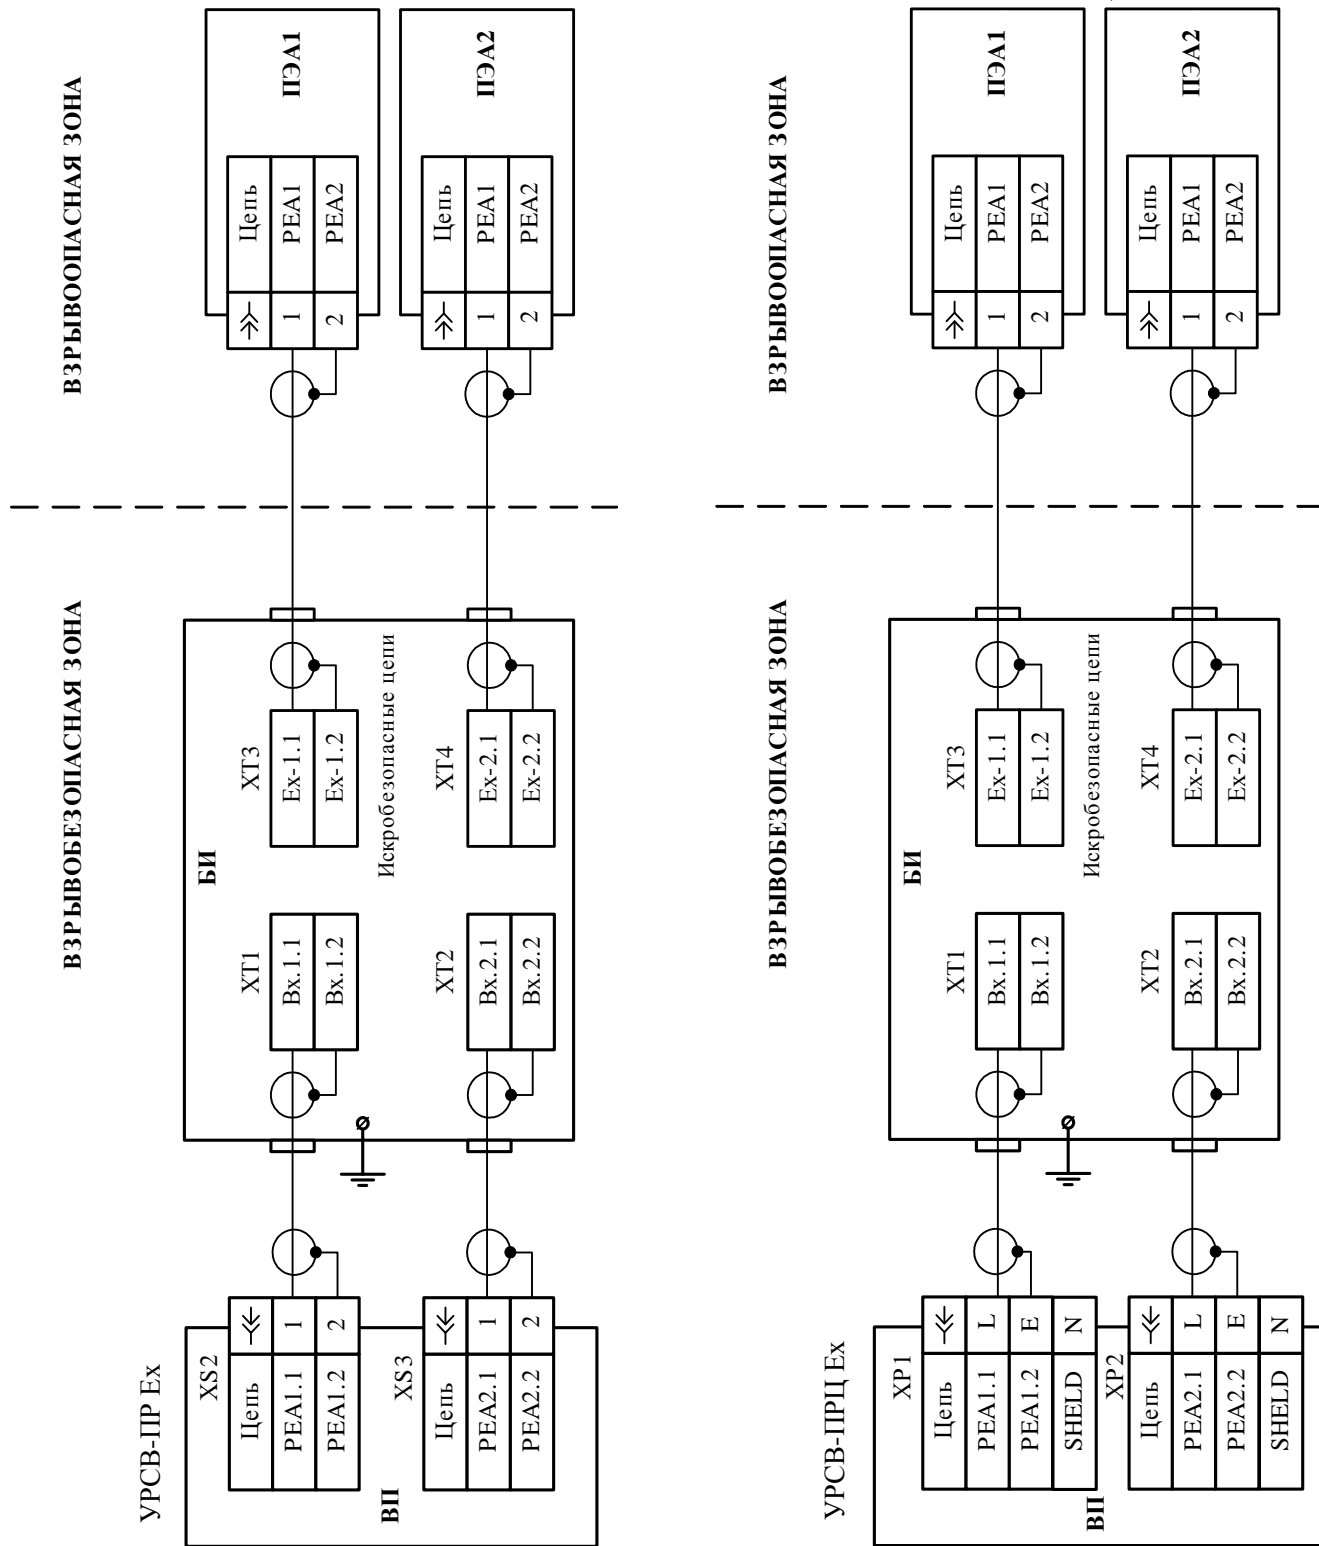 УРСВ-ПР Ex
ВЗРЫВОБЕЗОПАСНАЯ ЗОНА
ВЗРЫВООПАСНАЯ ЗОНА
ВП
XS2
Цепь
PEA1.1 1
PEA1.2 2
XS3
Цепь
PEA2.1 1
PEA2.2 2
БИ
XT1
Вх.1.1
Вх.1.2
XT2
Вх.2.1
Вх.2.2
XT3
Ex-1.1
Ex-1.2
Искробезопасные цепи
XT4
Ex-2.1
Ex-2.2
ПЭА1
Цепь
1 PEA1
2 PEA2
ПЭА2
Цепь
1 PEA1
2 PEA2
УРСВ-ПРЦ Ex
ВЗРЫВОБЕЗОПАСНАЯ ЗОНА
ВЗРЫВООПАСНАЯ ЗОНА
ВП
XP1
Цепь
PEA1.1 L
PEA1.2 E
SHELD N
XP2
Цепь
PEA2.1 L
PEA2.2 E
SHELD N
БИ
XT1
Вх.1.1
Вх.1.2
XT2
Вх.2.1
Вх.2.2
XT3
Ex-1.1
Ex-1.2
Искробезопасные цепи
XT4
Ex-2.1
Ex-2.2
ПЭА1
Цепь
1 PEA1
2 PEA2
ПЭА2
Цепь
1 PEA1
2 PEA2